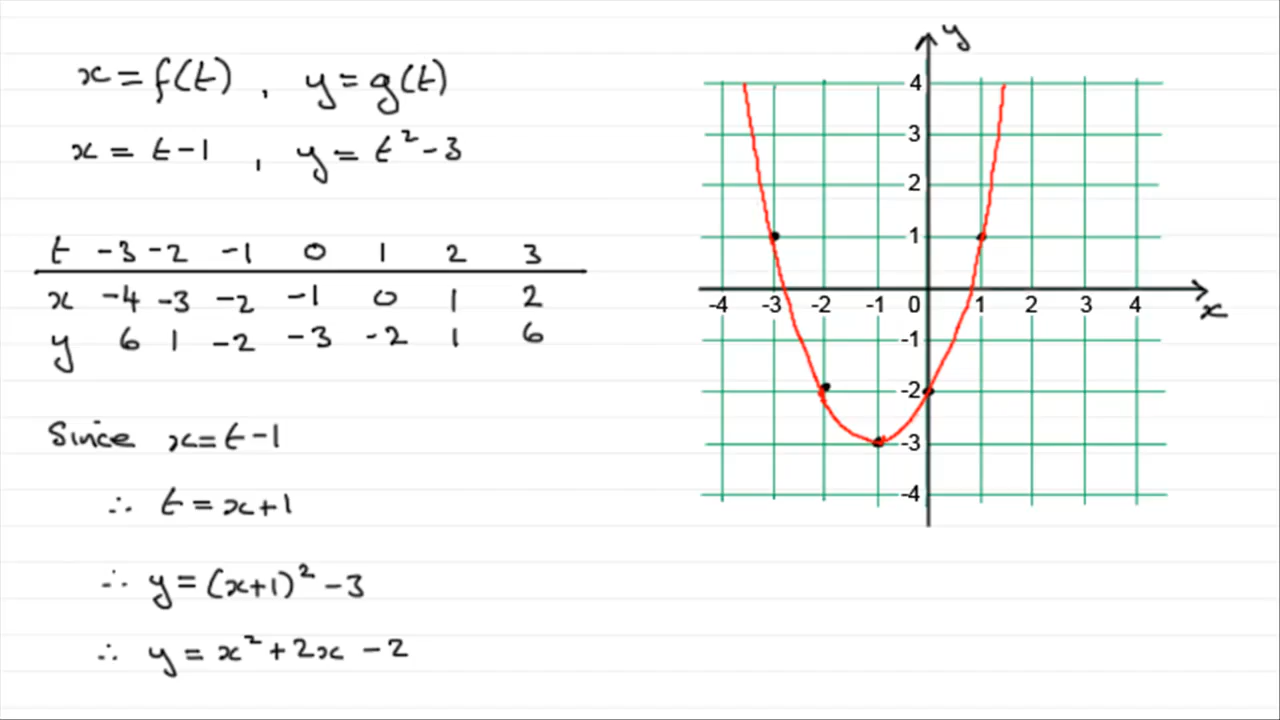 x = f(t) , y = g(t)
x = t - 1 , y = t² - 3
t -3 -2 -1 0 1 2 3
x -4 -3 -2 -1 0 1 2
y 6 1 -2 -3 -2 1 6
Since x = t - 1
∴ t = x + 1
∴ y = (x+1)² - 3
∴ y = x² + 2x - 2
y
4
3
2
1
-4 -3 -2 -1 0 1 2 3 4
x
-1
-2
-3
-4